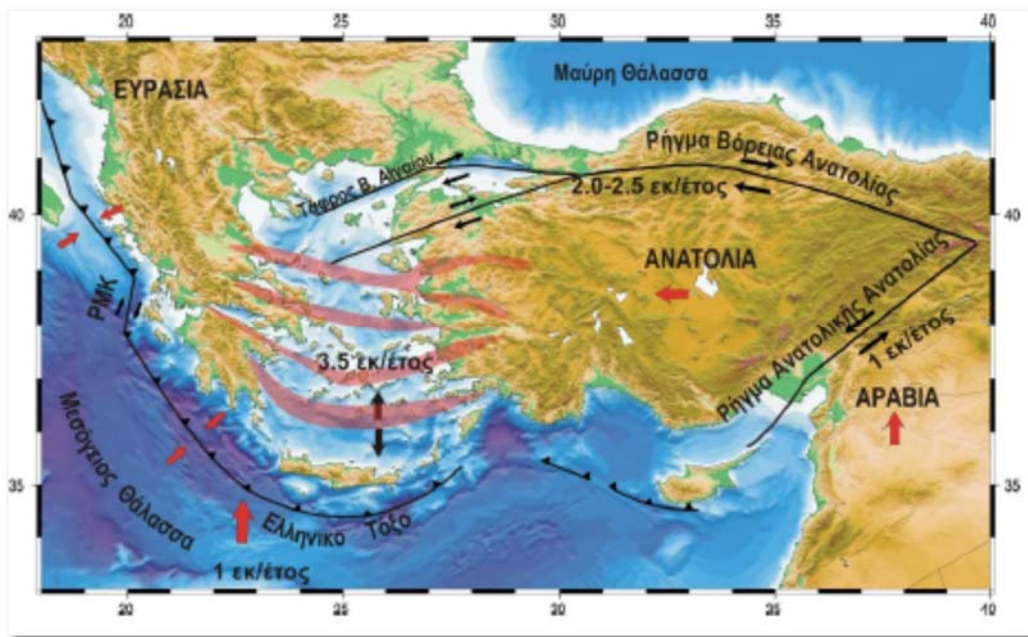 20 25 30 35 40
ΕΥΡΑΣΙΑ
Μαύρη Θάλασσα
Ρήγμα Βόρειας Ανατολίας
Τάφρος Β. Αιγαίου
2.0-2.5 εκ/έτος
40 40
ΑΝΑΤΟΛΙΑ
ΡΜΚ
Ρήγμα Ανατολικής Ανατολίας
1 εκ/έτος
3.5 εκ/έτος
ΑΡΑΒΙΑ
Μεσόγειος Θάλασσα
35 35
Ελληνικο Τόξο
1 εκ/έτος
20 25 30 35 40